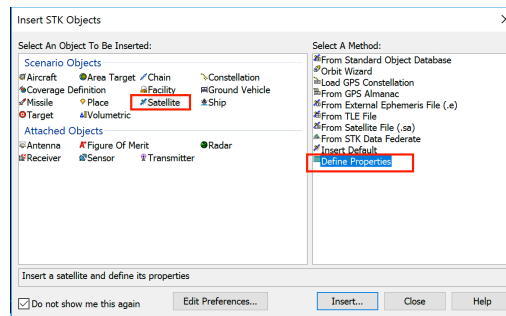 Insert STK Objects
Select An Object To Be Inserted:
Scenario Objects
Aircraft Area Target Chain Constellation
Coverage Definition Facility Ground Vehicle
Missile Place Satellite Ship
Target Volumetric
Attached Objects
Antenna Figure Of Merit Radar
Receiver Sensor Transmitter
Select A Method:
From Standard Object Database
Orbit Wizard
Load GPS Constellation
From GPS Almanac
From External Ephemeris File (.e)
From TLE File
From Satellite File (.sa)
From STK Data Federate
Insert Default
Define Properties
Insert a satellite and define its properties
Do not show me this again
Edit Preferences...
Insert...
Close
Help